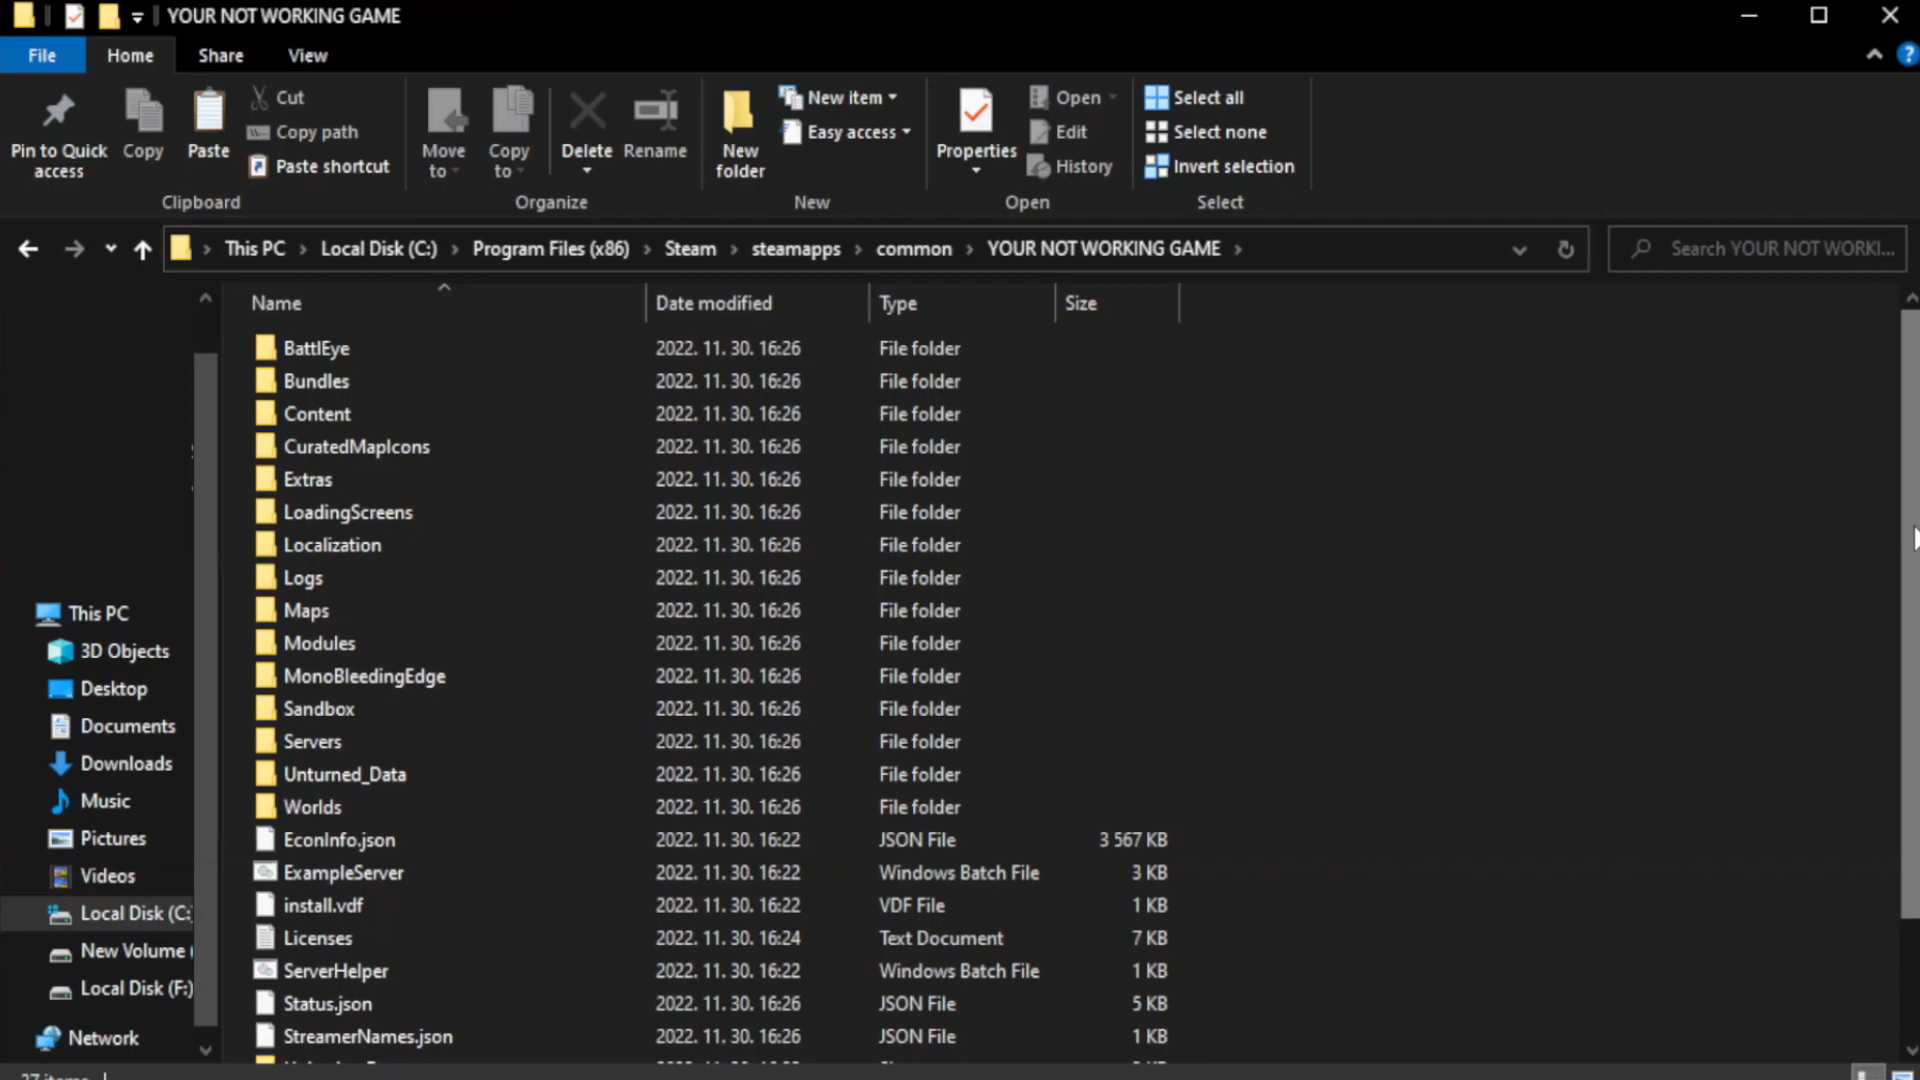 YOUR NOT WORKING GAME
File Home Share View
Pin to Quick access
Copy
Paste
Cut
Copy path
Paste shortcut
Move to
Copy to
Delete
Rename
New folder
New item
Easy access
Properties
Open
Edit
History
Select all
Select none
Invert selection
Clipboard Organize New Open Select
This PC Local Disk (C:) Program Files (x86) Steam steamapps common YOUR NOT WORKING GAME
Search YOUR NOT WORKI...
Name Date modified Type Size
BattlEye 2022. 11. 30. 16:26 File folder
Bundles 2022. 11. 30. 16:26 File folder
Content 2022. 11. 30. 16:26 File folder
CuratedMapIcons 2022. 11. 30. 16:26 File folder
Extras 2022. 11. 30. 16:26 File folder
LoadingScreens 2022. 11. 30. 16:26 File folder
Localization 2022. 11. 30. 16:26 File folder
Logs 2022. 11. 30. 16:26 File folder
Maps 2022. 11. 30. 16:26 File folder
Modules 2022. 11. 30. 16:26 File folder
MonoBleedingEdge 2022. 11. 30. 16:26 File folder
Sandbox 2022. 11. 30. 16:26 File folder
Servers 2022. 11. 30. 16:26 File folder
Unturned_Data 2022. 11. 30. 16:26 File folder
Worlds 2022. 11. 30. 16:26 File folder
EconInfo.json 2022. 11. 30. 16:22 JSON File 3 567 KB
ExampleServer 2022. 11. 30. 16:22 Windows Batch File 3 KB
install.vdf 2022. 11. 30. 16:22 VDF File 1 KB
Licenses 2022. 11. 30. 16:24 Text Document 7 KB
ServerHelper 2022. 11. 30. 16:22 Windows Batch File 1 KB
Status.json 2022. 11. 30. 16:26 JSON File 5 KB
StreamerNames.json 2022. 11. 30. 16:26 JSON File 1 KB
This PC
3D Objects
Desktop
Documents
Downloads
Music
Pictures
Videos
Local Disk (C:
New Volume (
Local Disk (F:)
Network